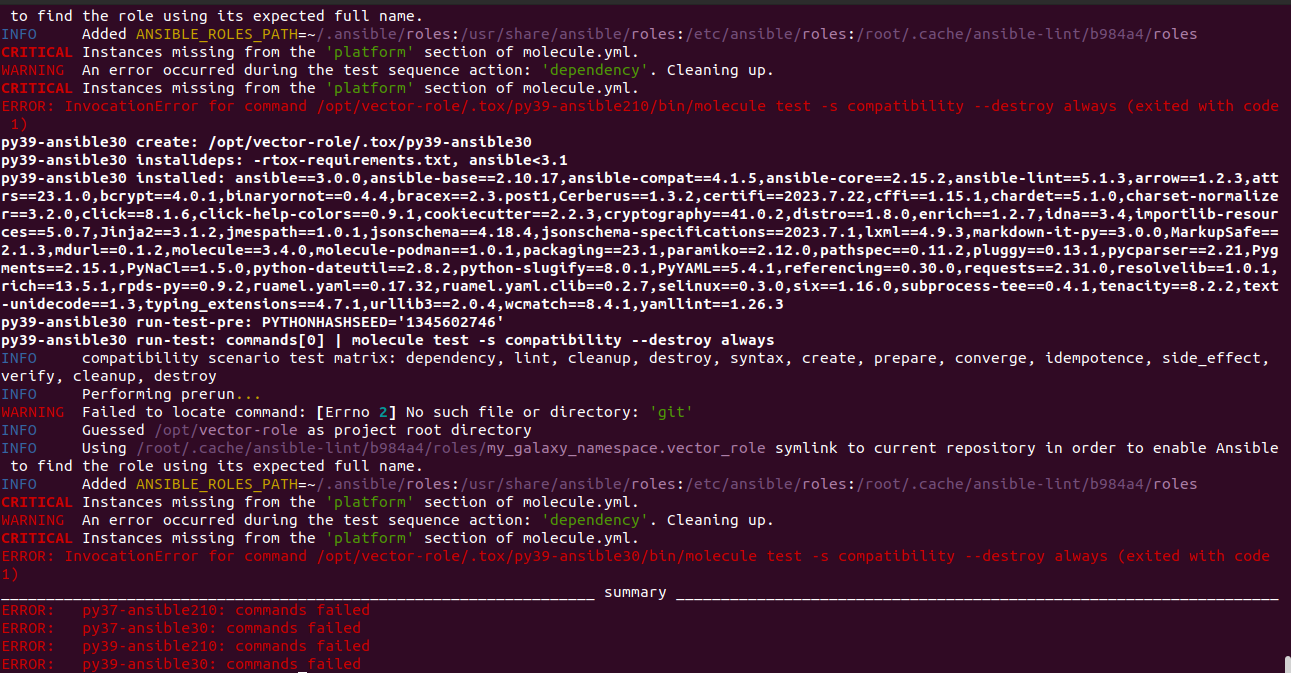 to find the role using its expected full name.
INFO     Added ANSIBLE_ROLES_PATH=~/.ansible/roles:/usr/share/ansible/roles:/etc/ansible/roles:/root/.cache/ansible-lint/b984a4/roles
CRITICAL Instances missing from the 'platform' section of molecule.yml.
WARNING  An error occurred during the test sequence action: 'dependency'. Cleaning up.
CRITICAL Instances missing from the 'platform' section of molecule.yml.
ERROR: InvocationError for command /opt/vector-role/.tox/py39-ansible210/bin/molecule test -s compatibility --destroy always (exited with code
 1)
py39-ansible30 create: /opt/vector-role/.tox/py39-ansible30
py39-ansible30 installdeps: -rtox-requirements.txt, ansible<3.1
py39-ansible30 installed: ansible==3.0.0,ansible-base==2.10.17,ansible-compat==4.1.5,ansible-core==2.15.2,ansible-lint==5.1.3,arrow==1.2.3,att
rs==23.1.0,bcrypt==4.0.1,binaryornot==0.4.4,bracex==2.3.post1,Cerberus==1.3.2,certifi==2023.7.22,cffi==1.15.1,chardet==5.1.0,charset-normalize
r==3.2.0,click==8.1.6,click-help-colors==0.9.1,cookiecutter==2.2.3,cryptography==41.0.2,distro==1.8.0,enrich==1.2.7,idna==3.4,importlib-resour
ces==5.0.7,Jinja2==3.1.2,jmespath==1.0.1,jsonschema==4.18.4,jsonschema-specifications==2023.7.1,lxml==4.9.3,markdown-it-py==3.0.0,MarkupSafe==
2.1.3,mdurl==0.1.2,molecule==3.4.0,molecule-podman==1.0.1,packaging==23.1,paramiko==2.12.0,pathspec==0.11.2,pluggy==0.13.1,pycparser==2.21,Pyg
ments==2.15.1,PyNaCl==1.5.0,python-dateutil==2.8.2,python-slugify==8.0.1,PyYAML==5.4.1,referencing==0.30.0,requests==2.31.0,resolvelib==1.0.1,
rich==13.5.1,rpds-py==0.9.2,ruamel.yaml==0.17.32,ruamel.yaml.clib==0.2.7,selinux==0.3.0,six==1.16.0,subprocess-tee==0.4.1,tenacity==8.2.2,text
-unidecode==1.3,typing_extensions==4.7.1,urllib3==2.0.4,wcmatch==8.4.1,yamllint==1.26.3
py39-ansible30 run-test-pre: PYTHONHASHSEED='1345602746'
py39-ansible30 run-test: commands[0] | molecule test -s compatibility --destroy always
INFO     compatibility scenario test matrix: dependency, lint, cleanup, destroy, syntax, create, prepare, converge, idempotence, side_effect,
verify, cleanup, destroy
INFO     Performing prerun...
WARNING  Failed to locate command: [Errno 2] No such file or directory: 'git'
INFO     Guessed /opt/vector-role as project root directory
INFO     Using /root/.cache/ansible-lint/b984a4/roles/my_galaxy_namespace.vector_role symlink to current repository in order to enable Ansible
 to find the role using its expected full name.
INFO     Added ANSIBLE_ROLES_PATH=~/.ansible/roles:/usr/share/ansible/roles:/etc/ansible/roles:/root/.cache/ansible-lint/b984a4/roles
CRITICAL Instances missing from the 'platform' section of molecule.yml.
WARNING  An error occurred during the test sequence action: 'dependency'. Cleaning up.
CRITICAL Instances missing from the 'platform' section of molecule.yml.
ERROR: InvocationError for command /opt/vector-role/.tox/py39-ansible30/bin/molecule test -s compatibility --destroy always (exited with code
1)
__________________________________________________________________ summary ___________________________________________________________________
ERROR:   py37-ansible210: commands failed
ERROR:   py37-ansible30: commands failed
ERROR:   py39-ansible210: commands failed
ERROR:   py39-ansible30: commands failed